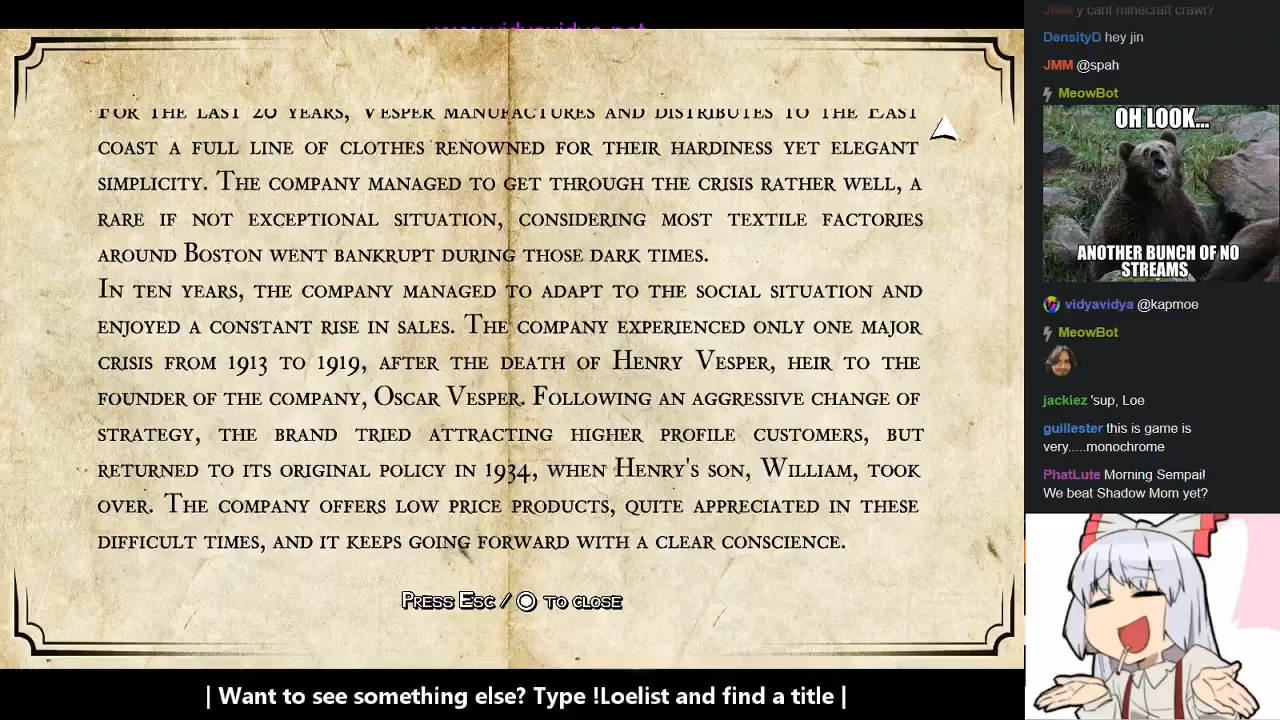 www.vidyavidya.net
For the last 20 years, Vesper manufactures and distributes to the East
coast a full line of clothes renowned for their hardiness yet elegant
simplicity. The company managed to get through the crisis rather well, a
rare if not exceptional situation, considering most textile factories
around Boston went bankrupt during those dark times.
In ten years, the company managed to adapt to the social situation and
enjoyed a constant rise in sales. The company experienced only one major
crisis from 1913 to 1919, after the death of Henry Vesper, heir to the
founder of the company, Oscar Vesper. Following an aggressive change of
strategy, the brand tried attracting higher profile customers, but
returned to its original policy in 1934, when Henry's son, William, took
over. The company offers low price products, quite appreciated in these
difficult times, and it keeps going forward with a clear conscience.
Press Esc / to close
| Want to see something else? Type !Loelist and find a title |
JMM y cant minecraft crawl?
DensityD hey jin
JMM @spah
MeowBot
OH LOOK...
ANOTHER BUNCH OF NO
STREAMS
vidyavidya @kapmoe
MeowBot
jackiez 'sup, Loe
guillester this game is
very.....monochrome
PhatLute Morning Sempai!
We beat Shadow Mom yet?